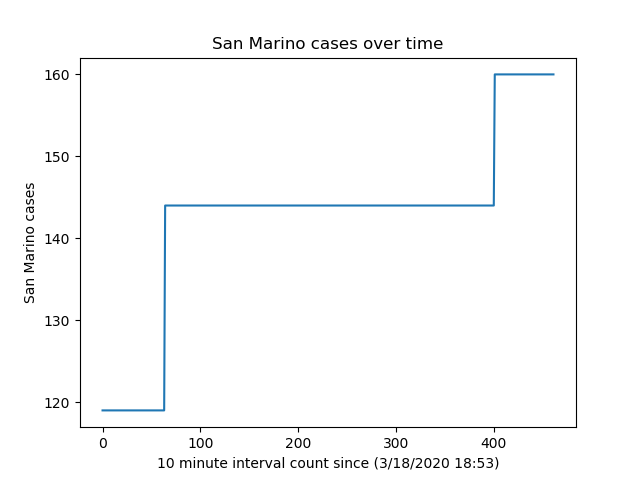 San Marino cases over time
160
150
140
130
120
San Marino cases
0 100 200 300 400
10 minute interval count since (3/18/2020 18:53)